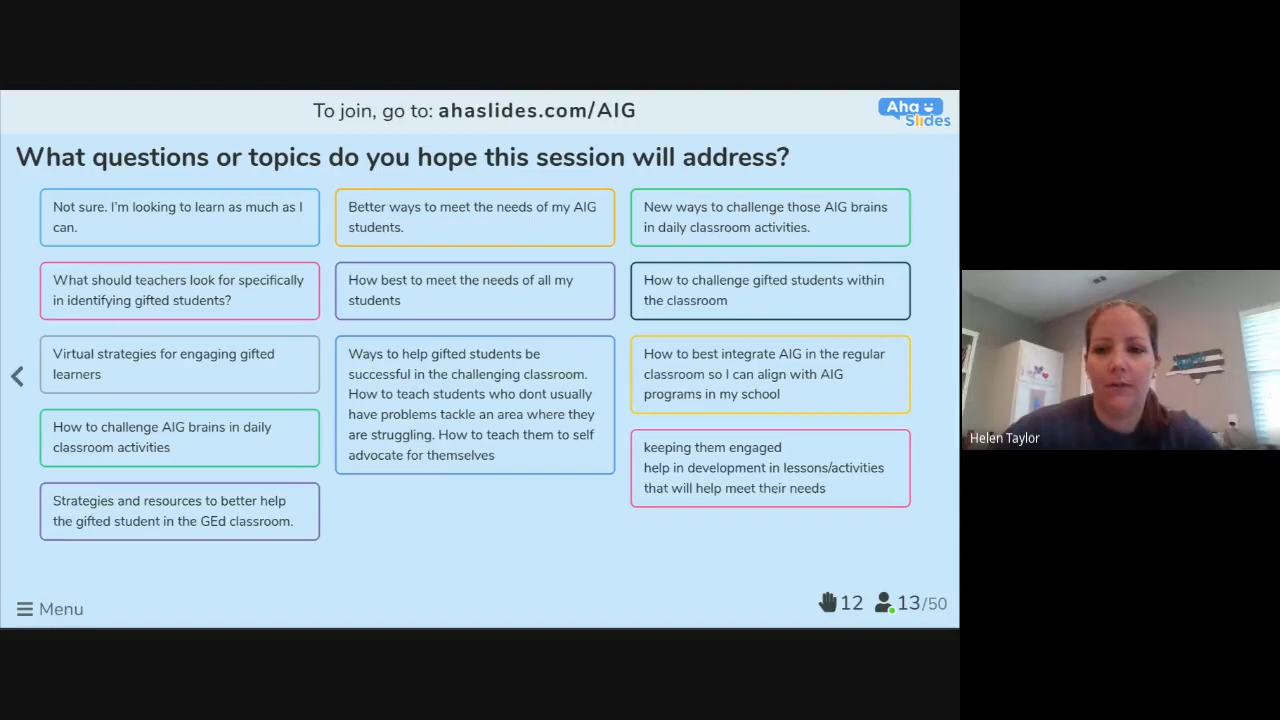 To join, go to: ahaslides.com/AIG
Aha
Slides
What questions or topics do you hope this session will address?
Not sure. I'm looking to learn as much as I
can.
What should teachers look for specifically
in identifying gifted students?
Virtual strategies for engaging gifted
learners
How to challenge AIG brains in daily
classroom activities
Strategies and resources to better help
the gifted student in the GEd classroom.
Better ways to meet the needs of my AIG
students.
How best to meet the needs of all my
students
Ways to help gifted students be
successful in the challenging classroom.
How to teach students who dont usually
have problems tackle an area where they
are struggling. How to teach them to self
advocate for themselves
New ways to challenge those AIG brains
in daily classroom activities.
How to challenge gifted students within
the classroom
How to best integrate AIG in the regular
classroom so I can align with AIG
programs in my school
keeping them engaged
help in development in lessons/activities
that will help meet their needs
Menu
12
13/50
Helen Taylor